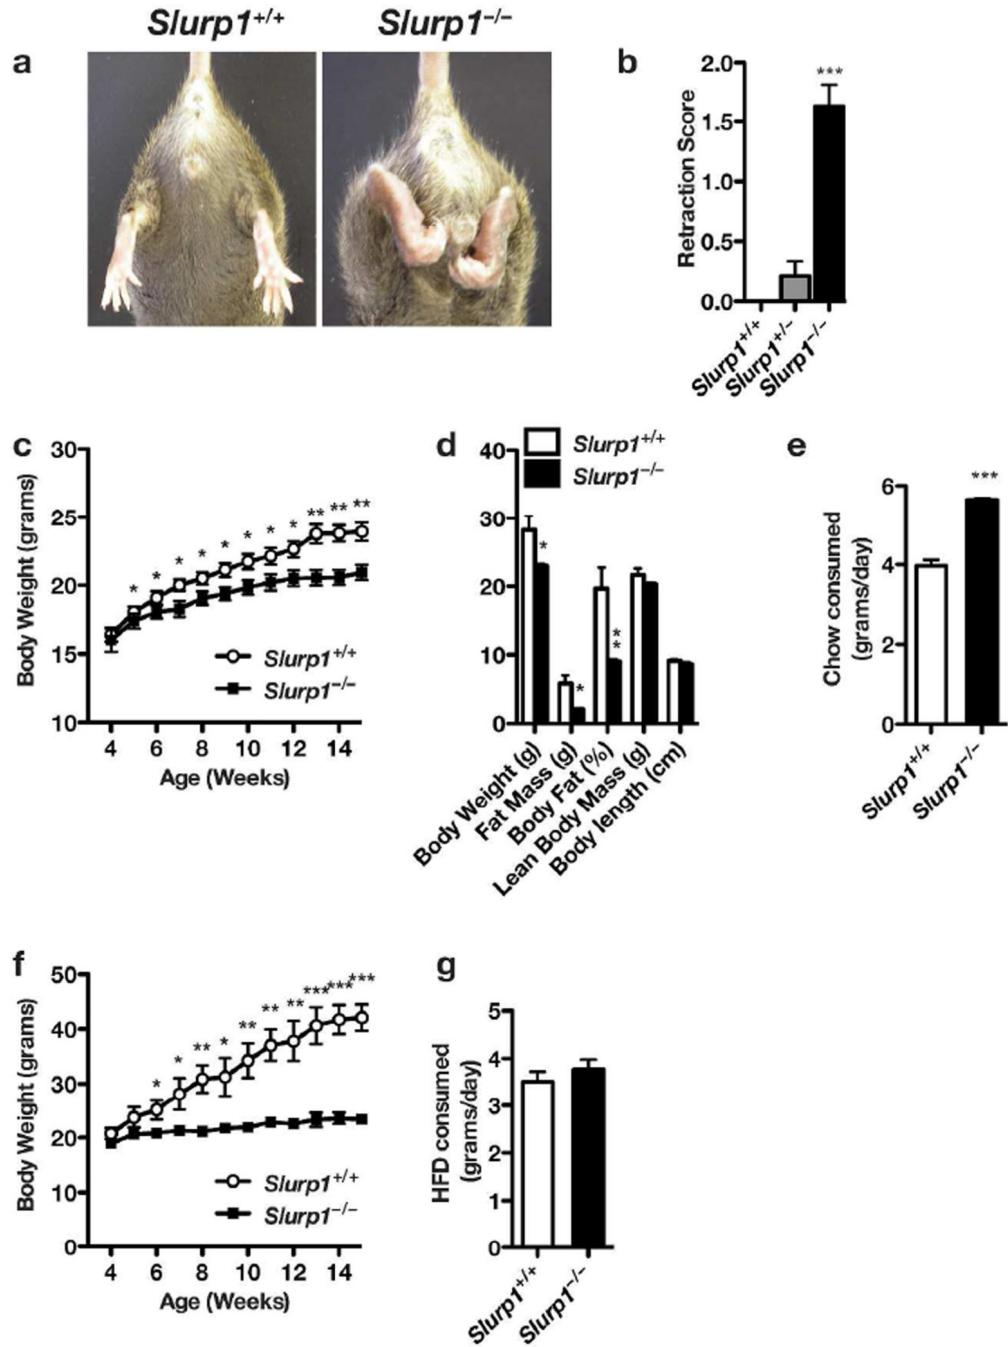 Slurp1+/+ Slurp1−/−
a
b
2.0
1.5
1.0
0.5
0.0
Retraction Score
***
Slurp1+/+
Slurp1+/−
Slurp1−/−
c
30
25
20
15
10
Body Weight (grams)
* * * * * * * * ** ** **
Slurp1+/+
Slurp1−/−
4 6 8 10 12 14
Age (Weeks)
d
Slurp1+/+
Slurp1−/−
40
30
20
10
0
*
*
**
Body Weight (g)
Fat Mass (g)
Body Fat (%)
Lean Body Mass (g)
Body length (cm)
e
6
4
2
0
Chow consumed
(grams/day)
***
Slurp1+/+
Slurp1−/−
f
50
40
30
20
10
0
Body Weight (grams)
* * ** * ** ** ** *** *** ***
Slurp1+/+
Slurp1−/−
4 6 8 10 12 14
Age (Weeks)
g
5
4
3
2
1
0
HFD consumed
(grams/day)
Slurp1+/+
Slurp1−/−